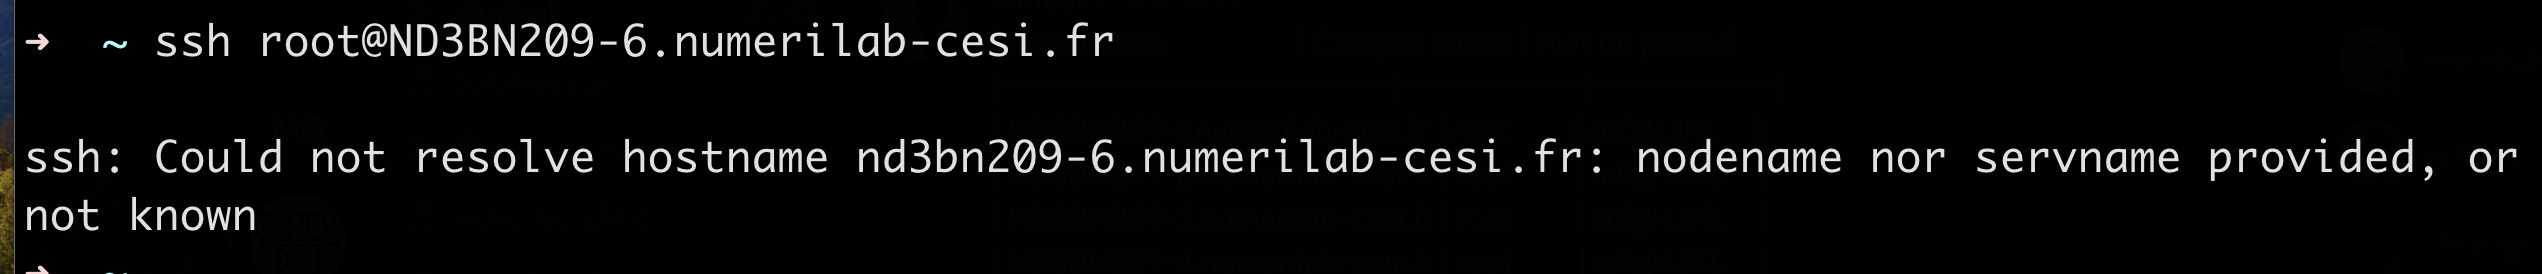 ➜ ~ ssh root@ND3BN209-6.numerilab-cesi.fr
ssh: Could not resolve hostname nd3bn209-6.numerilab-cesi.fr: nodename nor servname provided, or
not known
➜ ~